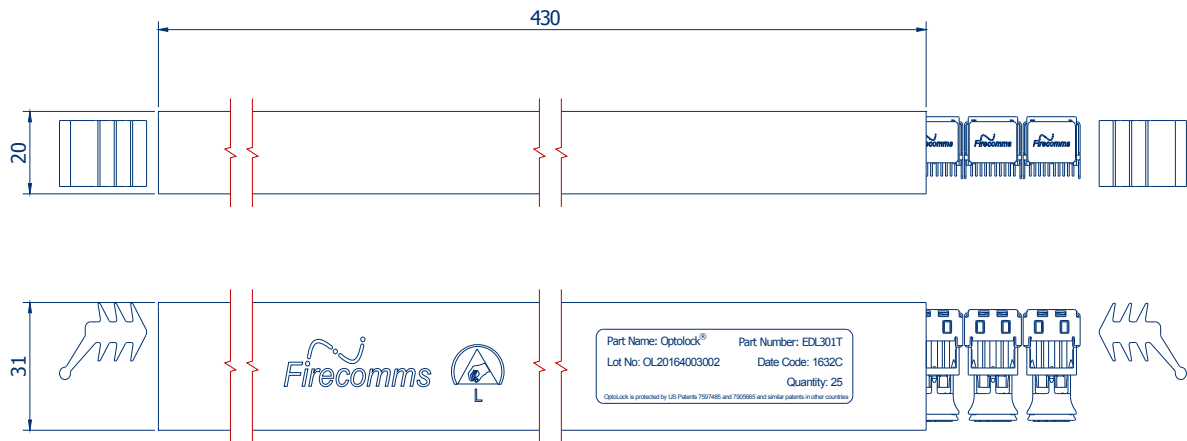 430
20
ecomms Firecomms Firecomms
31
Firecomms
L
Part Name: Optolock® Part Number: EDL301T
Lot No: OL20164003002 Date Code: 1632C
Quantity: 25
OptoLock is protected by US Patents 7597485 and 7905665 and similar patents in other countries